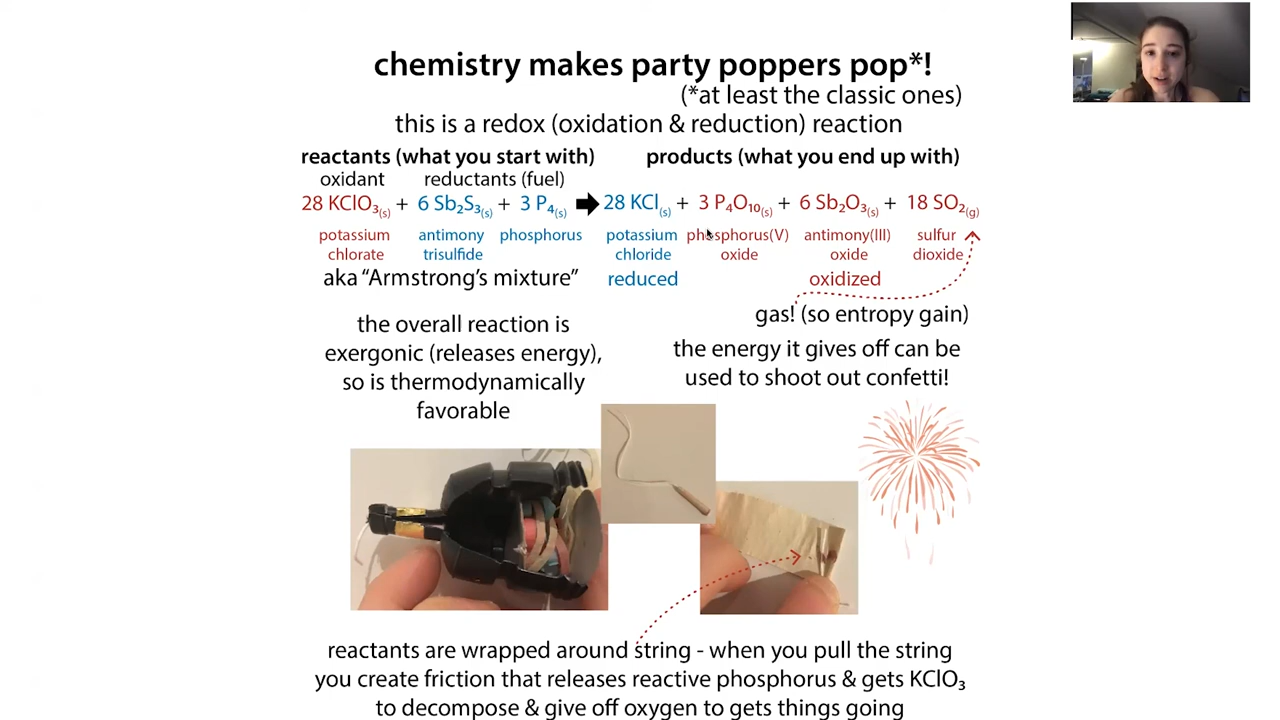 chemistry makes party poppers pop*!
(*at least the classic ones)
this is a redox (oxidation & reduction) reaction
reactants (what you start with) products (what you end up with)
oxidant reductants (fuel)
28 KClO₃(s) + 6 Sb₂S₃(s) + 3 P₄(s) ➡ 28 KCl(s) + 3 P₄O₁₀(s) + 6 Sb₂O₃(s) + 18 SO₂(g)
potassium antimony phosphorus potassium phosphorus(V) antimony(III) sulfur
chlorate trisulfide chloride oxide oxide dioxide
aka “Armstrong’s mixture” reduced oxidized
gas! (so entropy gain)
the overall reaction is
exergonic (releases energy),
so is thermodynamically
favorable
the energy it gives off can be
used to shoot out confetti!
reactants are wrapped around string - when you pull the string
you create friction that releases reactive phosphorus & gets KClO₃
to decompose & give off oxygen to gets things going